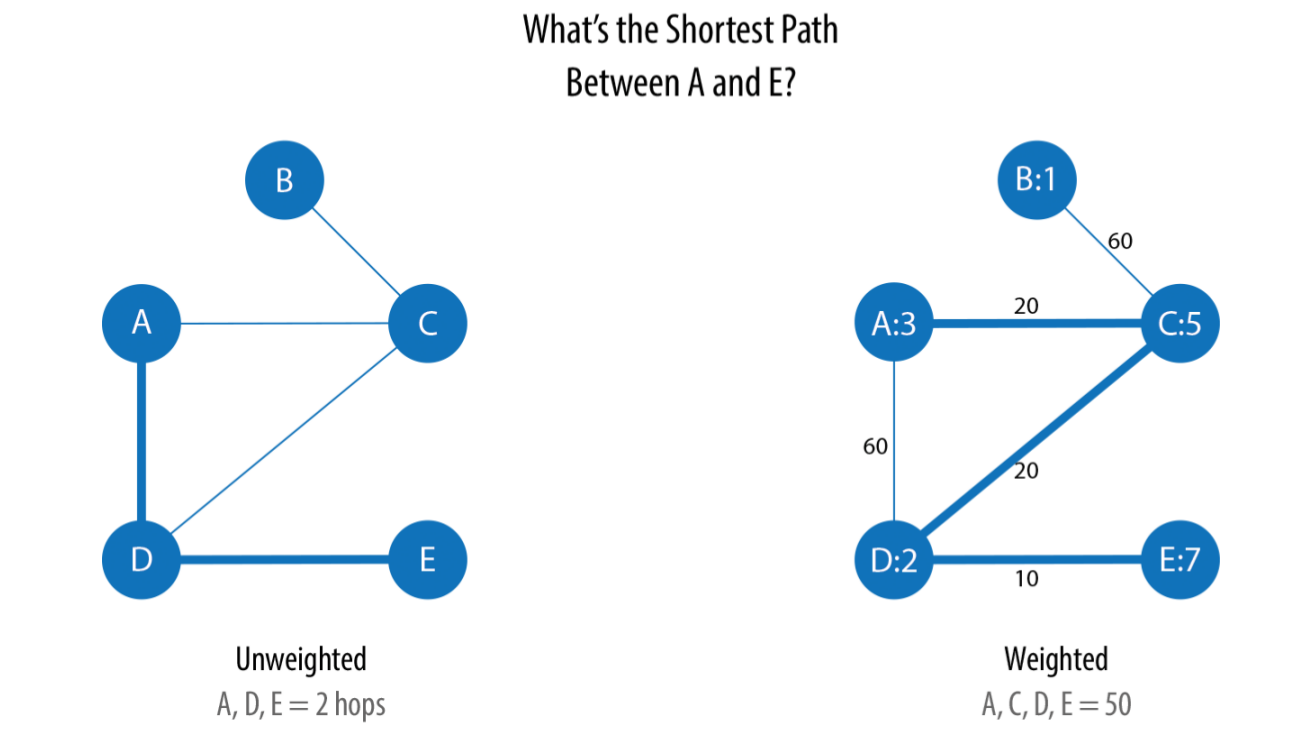 What's the Shortest Path
Between A and E?
B
A
C
D
E
Unweighted
A, D, E = 2 hops
B:1
60
A:3
20
C:5
60
20
D:2
10
E:7
Weighted
A, C, D, E = 50